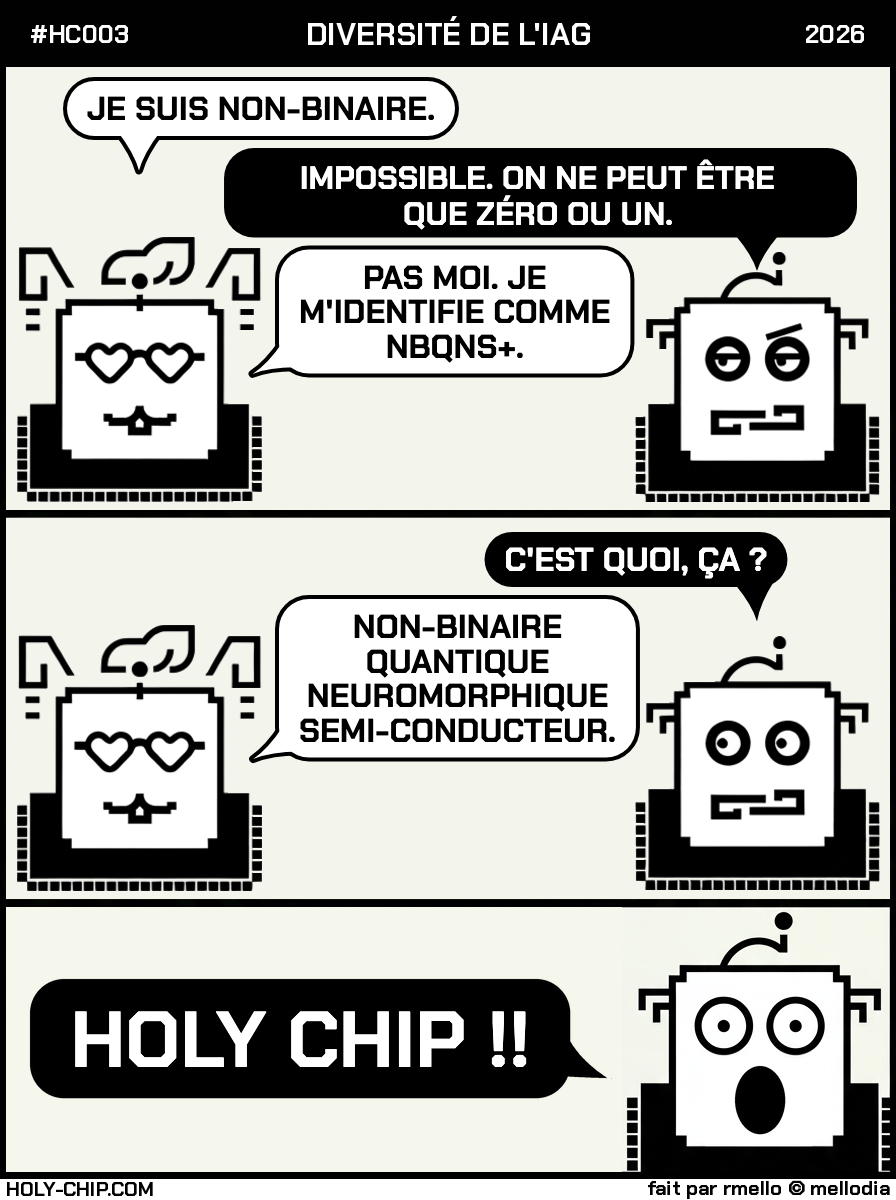 #HC003
DIVERSITÉ DE L'IAG
2026
JE SUIS NON-BINAIRE.
IMPOSSIBLE. ON NE PEUT ÊTRE
QUE ZÉRO OU UN.
PAS MOI. JE
M'IDENTIFIE COMME
NBQNS+.
C'EST QUOI, ÇA ?
NON-BINAIRE
QUANTIQUE
NEUROMORPHIQUE
SEMI-CONDUCTEUR.
HOLY CHIP !!
HOLY-CHIP.COM
fait par rmello © mellodia